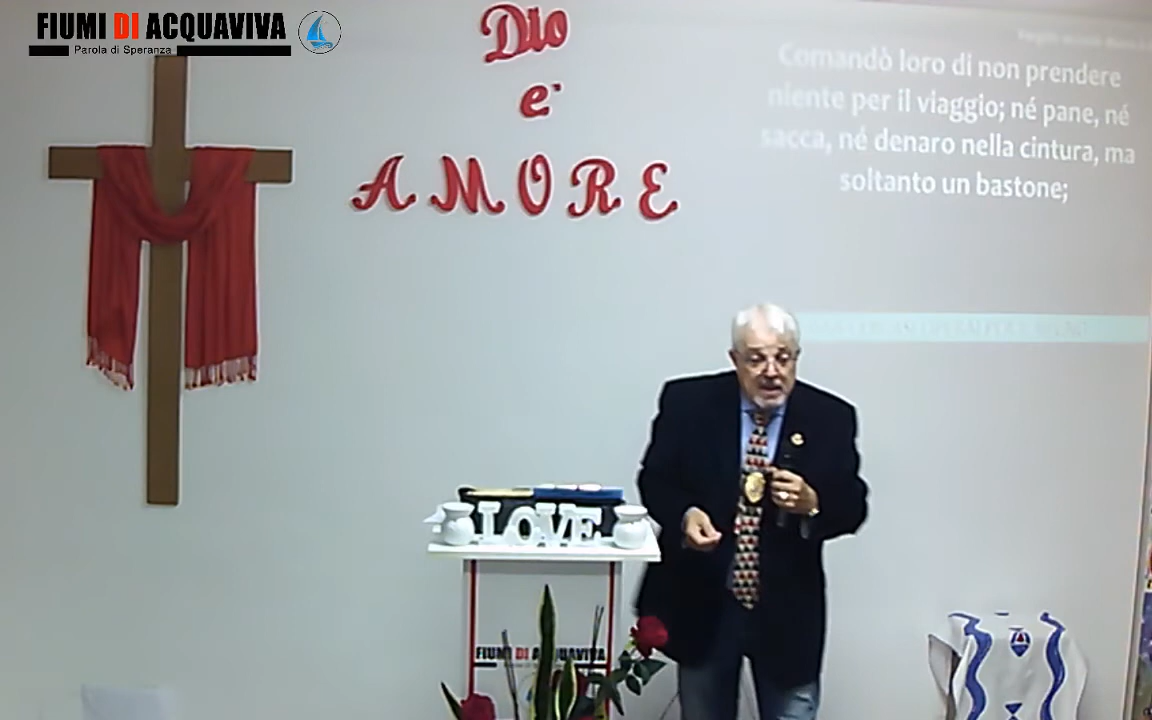 FIUMI DI ACQUAVIVA
Parola di Speranza
Dio
e'
AMORE
Comandò loro di non prendere
niente per il viaggio; né pane, né
sacca, né denaro nella cintura, ma
soltanto un bastone;
LOVE
FIUMI DI ACQUAVIVA